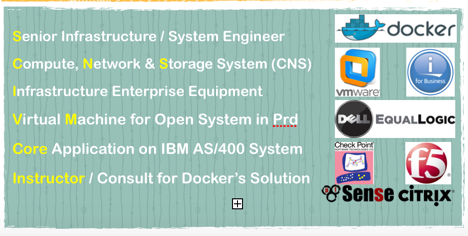 Senior Infrastructure / System Engineer
Compute, Network & Storage System (CNS)
Infrastructure Enterprise Equipment
Virtual Machine for Open System in Prd
Core Application on IBM AS/400 System
Instructor / Consult for Docker's Solution
docker
vmware
i
for Business
DELL EQUALLOGIC
Check Point
f5
Sense CİTRIX